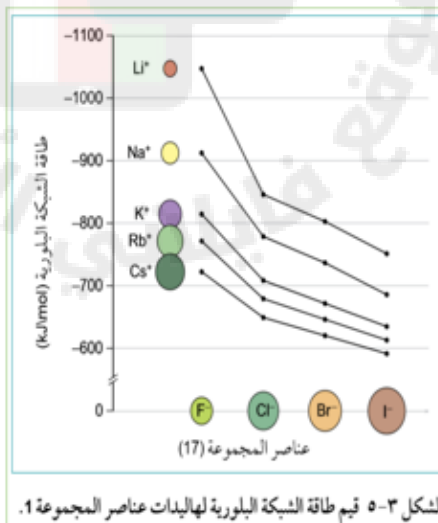 −1100
Li⁺
−1000
−900
Na⁺
K⁺
−800
Rb⁺
Cs⁺
−700
−600
0
طاقة الشبكة البلورية (kJ\mol)
F⁻ Cl⁻ Br⁻ I⁻
عناصر المجموعة (17)
الشكل ٣-٥ قيم طاقة الشبكة البلورية لهاليدات عناصر المجموعة 1.